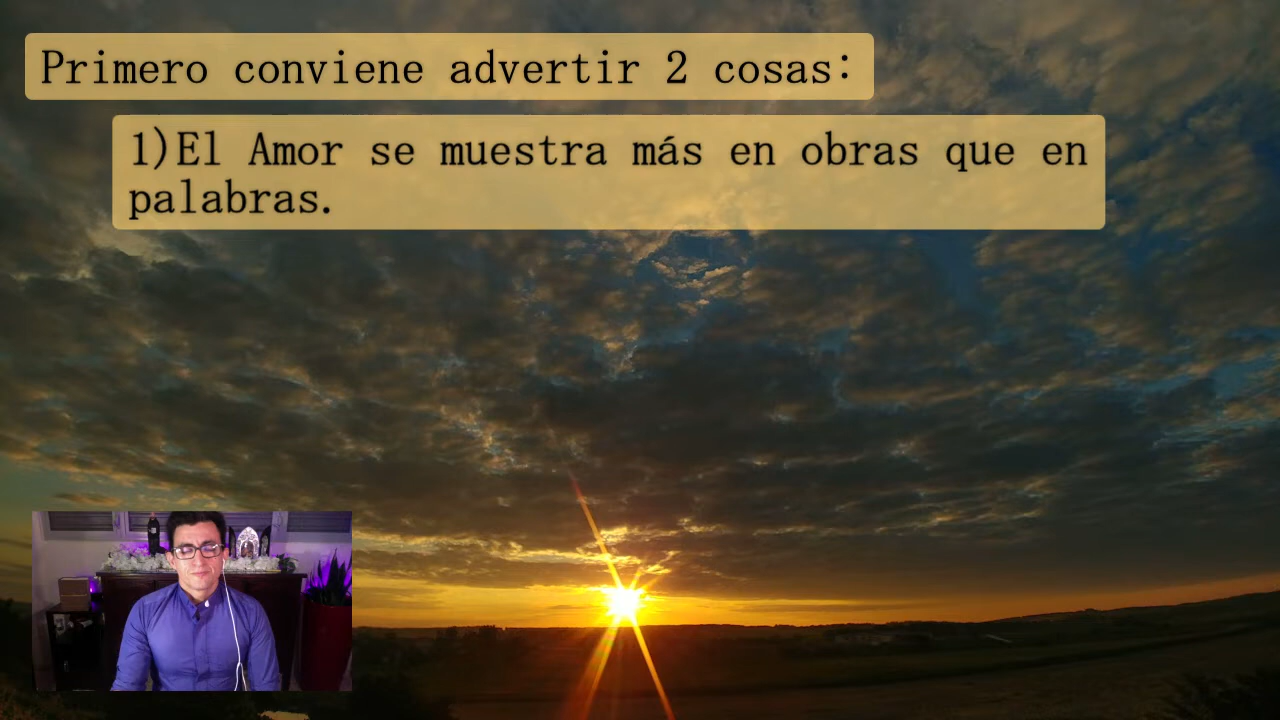 Primero conviene advertir 2 cosas:
1)El Amor se muestra más en obras que en
palabras.